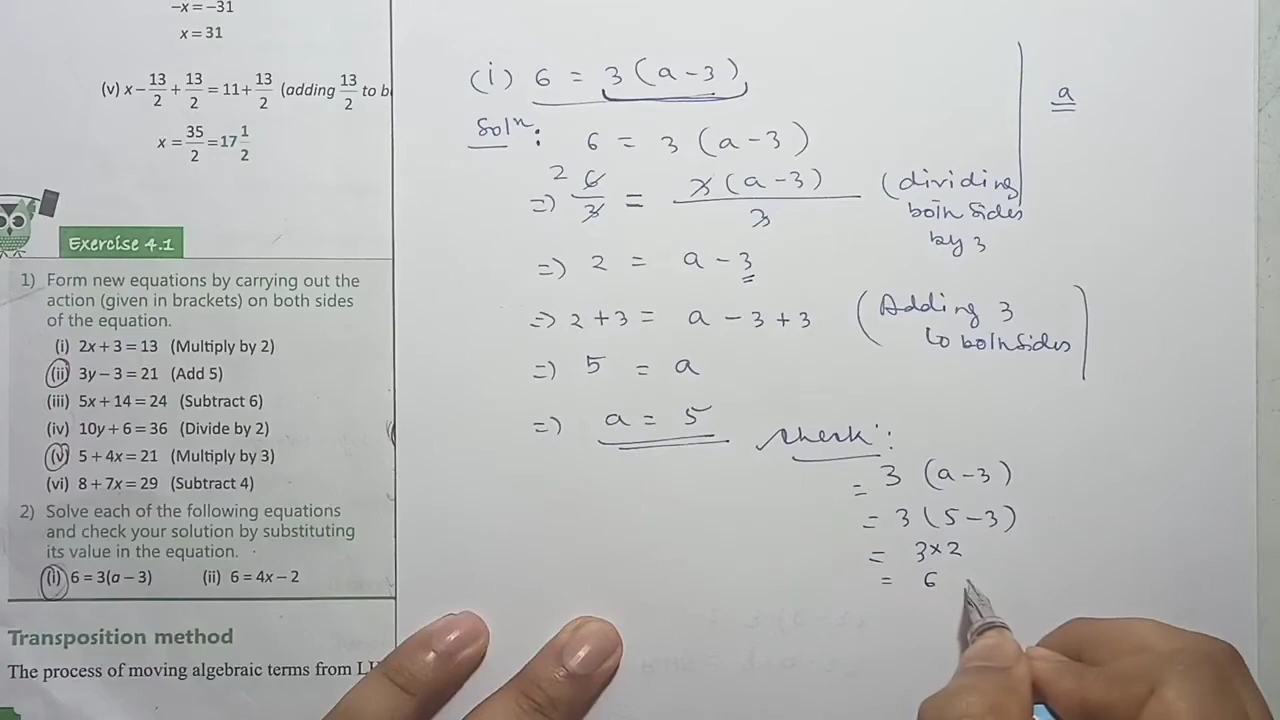 -x = -31
x = 31
(v) x - 13/2 + 13/2 = 11 + 13/2 (adding 13/2 to b
x = 35/2 = 17 1/2
Exercise 4.1
1) Form new equations by carrying out the
action (given in brackets) on both sides
of the equation.
(i) 2x + 3 = 13 (Multiply by 2)
(ii) 3y - 3 = 21 (Add 5)
(iii) 5x + 14 = 24 (Subtract 6)
(iv) 10y + 6 = 36 (Divide by 2)
(v) 5 + 4x = 21 (Multiply by 3)
(vi) 8 + 7x = 29 (Subtract 4)
2) Solve each of the following equations
and check your solution by substituting
its value in the equation.
(i) 6 = 3(a - 3) (ii) 6 = 4x - 2
Transposition method
The process of moving algebraic terms from LH
(i) 6 = 3(a-3)
a
Solⁿ: 6 = 3(a-3)
=) 2 6/3 = 3(a-3)/3 (dividing
both sides
by 3
=) 2 = a - 3
=) 2+3 = a - 3 + 3 (Adding 3
to both sides)
=) 5 = a
=) a = 5
check:
= 3 (a-3)
= 3(5-3)
= 3×2
= 6